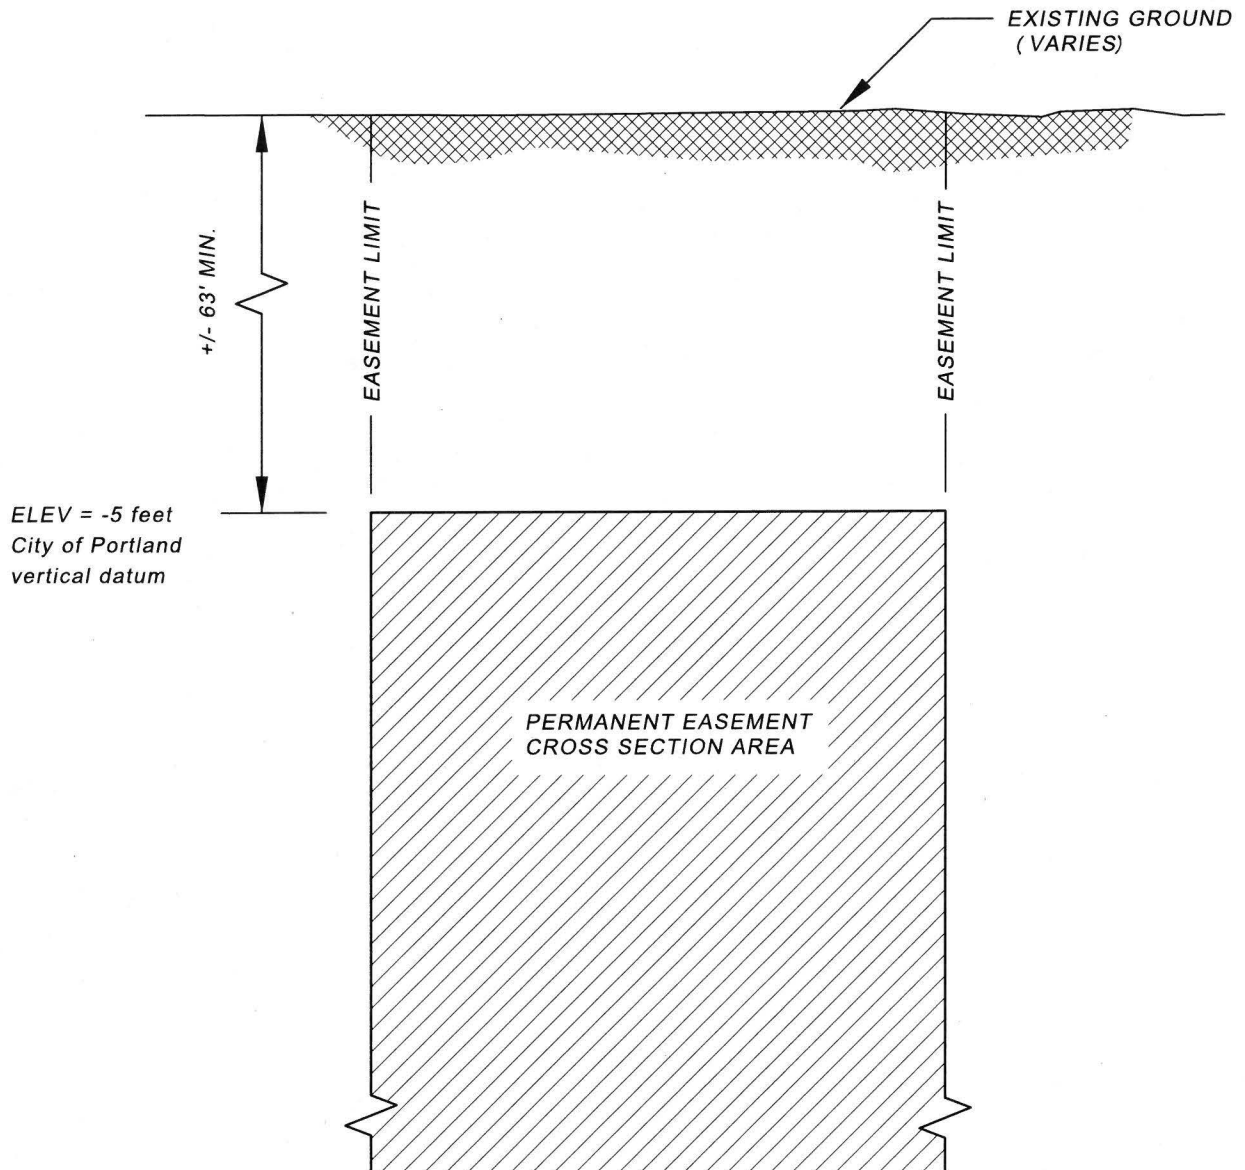 EXISTING GROUND
( VARIES)
+/- 63' MIN.
EASEMENT LIMIT
EASEMENT LIMIT
ELEV = -5 feet
City of Portland
vertical datum
PERMANENT EASEMENT
CROSS SECTION AREA